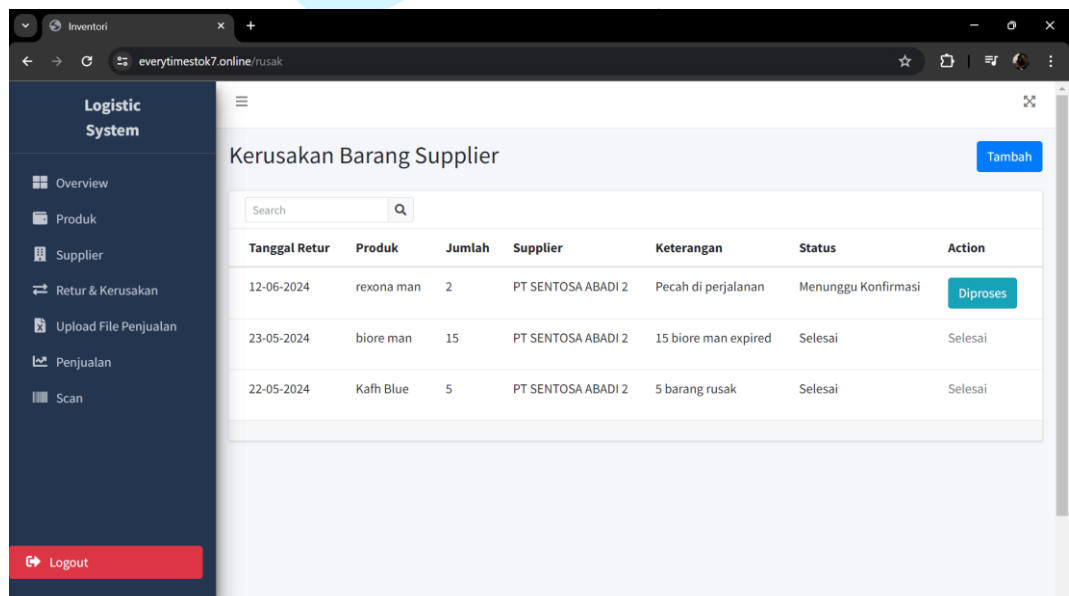 Inventori
everytimestok7.online/rusak
Logistic
System
Overview
Produk
Supplier
Retur & Kerusakan
Upload File Penjualan
Penjualan
Scan
Logout
Kerusakan Barang Supplier
Tambah
Search
Tanggal Retur Produk Jumlah Supplier Keterangan Status Action
12-06-2024 rexona man 2 PT SENTOSA ABADI 2 Pecah di perjalanan Menunggu Konfirmasi Diproses
23-05-2024 biore man 15 PT SENTOSA ABADI 2 15 biore man expired Selesai Selesai
22-05-2024 Kafh Blue 5 PT SENTOSA ABADI 2 5 barang rusak Selesai Selesai